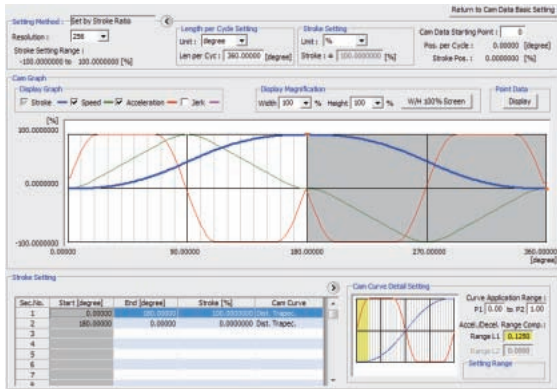 Return to Cam Data Basic Setting
Setting Method : Set by Stroke Ratio
Resolution : 256
Stroke Setting Range :
-100.0000000 to 100.0000000 [%]
Length per Cycle Setting
Unit : degree
Len per Cyc : 360.00000 [degree]
Stroke Setting
Unit : %
Stroke : = 100.0000000 [%]
Cam Data Starting Point : 0
Pos. per Cycle : 0.00000 [degree]
Stroke Pos. : 0.0000000 [%]
Cam Graph
Display Graph
Stroke Speed Acceleration Jerk
Display Magnification
Width 100 % Height 100 % W/H 100% Screen
Point Data
Display
[%]
100.0000000
0.0000000
-100.0000000
0.00000 90.00000 180.00000 270.00000 360.00000
[degree]
Stroke Setting
Sec.No. Start [degree] End [degree] Stroke [%] Cam Curve
1 0.00000 180.00000 100.0000000 Dist. Trapec.
2 180.00000 0.00000 0.0000000 Dist. Trapec.
3
4
5
6
7
8
Cam Curve Detail Setting
Curve Application Range :
P1 0.00 to P2 1.00
Accel./Decel. Range Comp.:
Range L1 0.1250
Range L2 0.0000
Setting Range